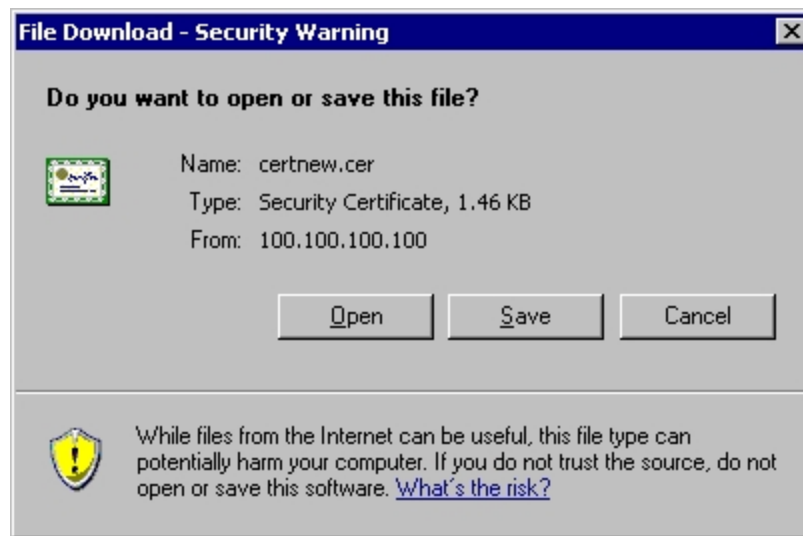 File Download - Security Warning
Do you want to open or save this file?
Name: certnew.cer
Type: Security Certificate, 1.46 KB
From: 100.100.100.100
Open Save Cancel
While files from the Internet can be useful, this file type can
potentially harm your computer. If you do not trust the source, do not
open or save this software. What's the risk?